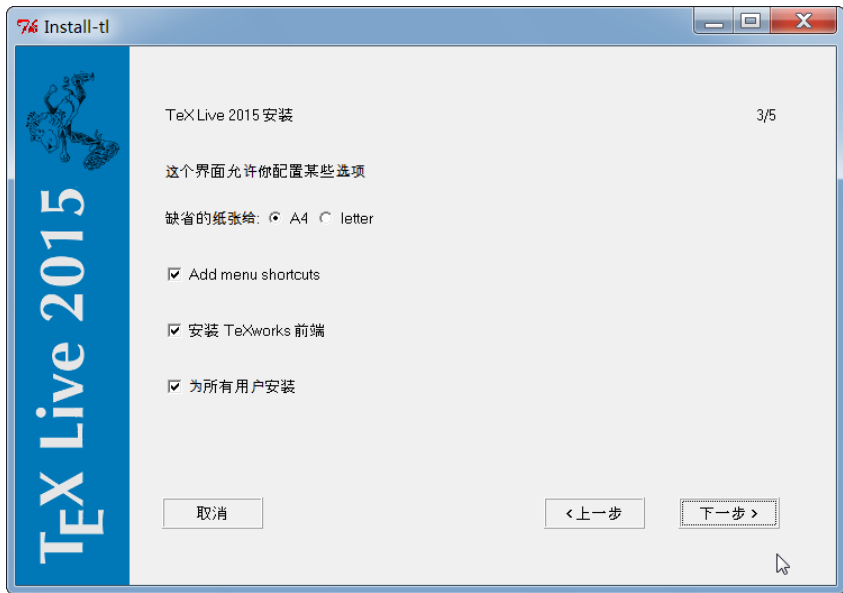 Install-tl
TeX Live 2015
TeX Live 2015 安装 3/5
这个界面允许你配置某些选项
缺省的纸张给: A4 letter
Add menu shortcuts
安装 TeXworks 前端
为所有用户安装
取消 <上一步 下一步>